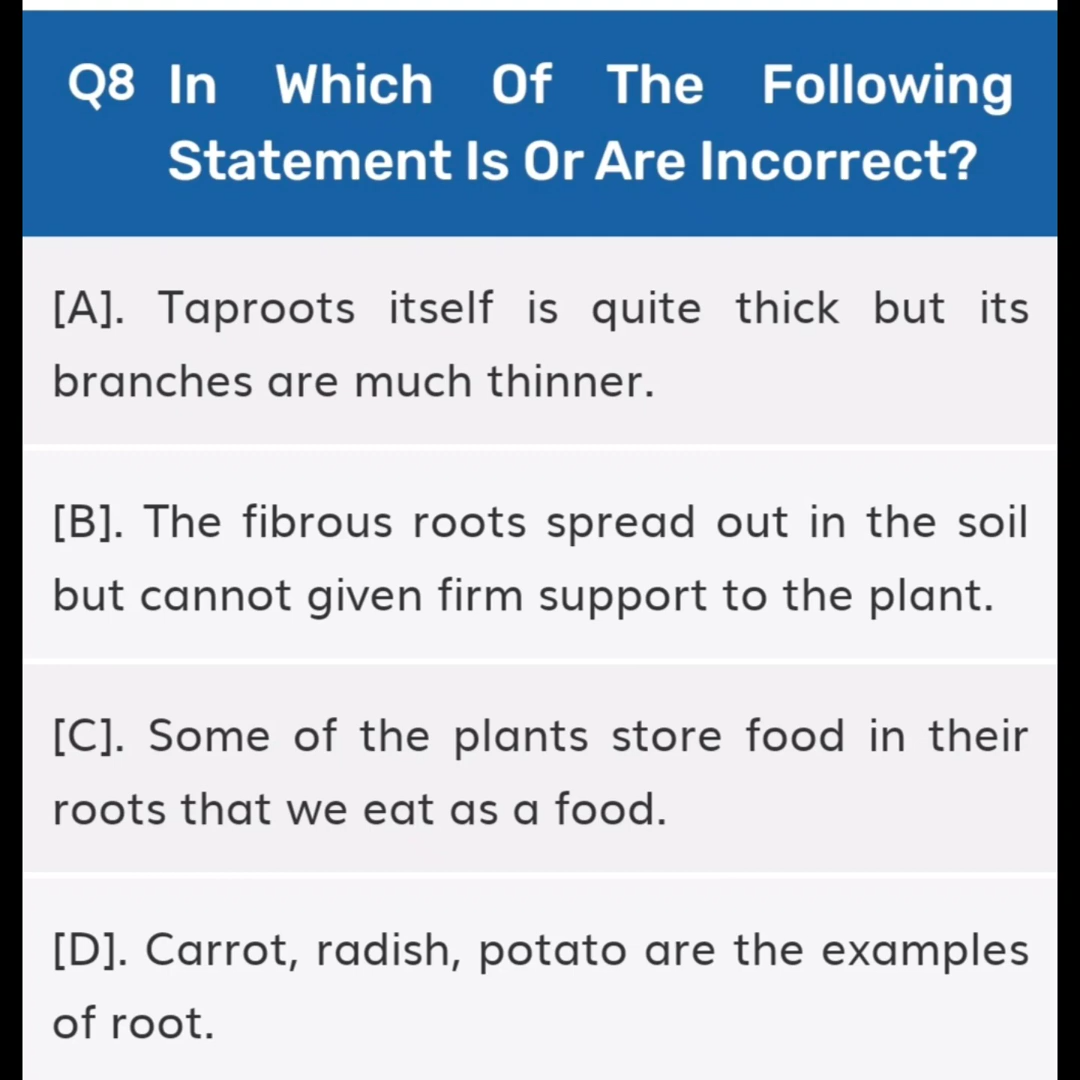 Q8 In Which Of The Following
Statement Is Or Are Incorrect?
[A]. Taproots itself is quite thick but its
branches are much thinner.
[B]. The fibrous roots spread out in the soil
but cannot given firm support to the plant.
[C]. Some of the plants store food in their
roots that we eat as a food.
[D]. Carrot, radish, potato are the examples
of root.